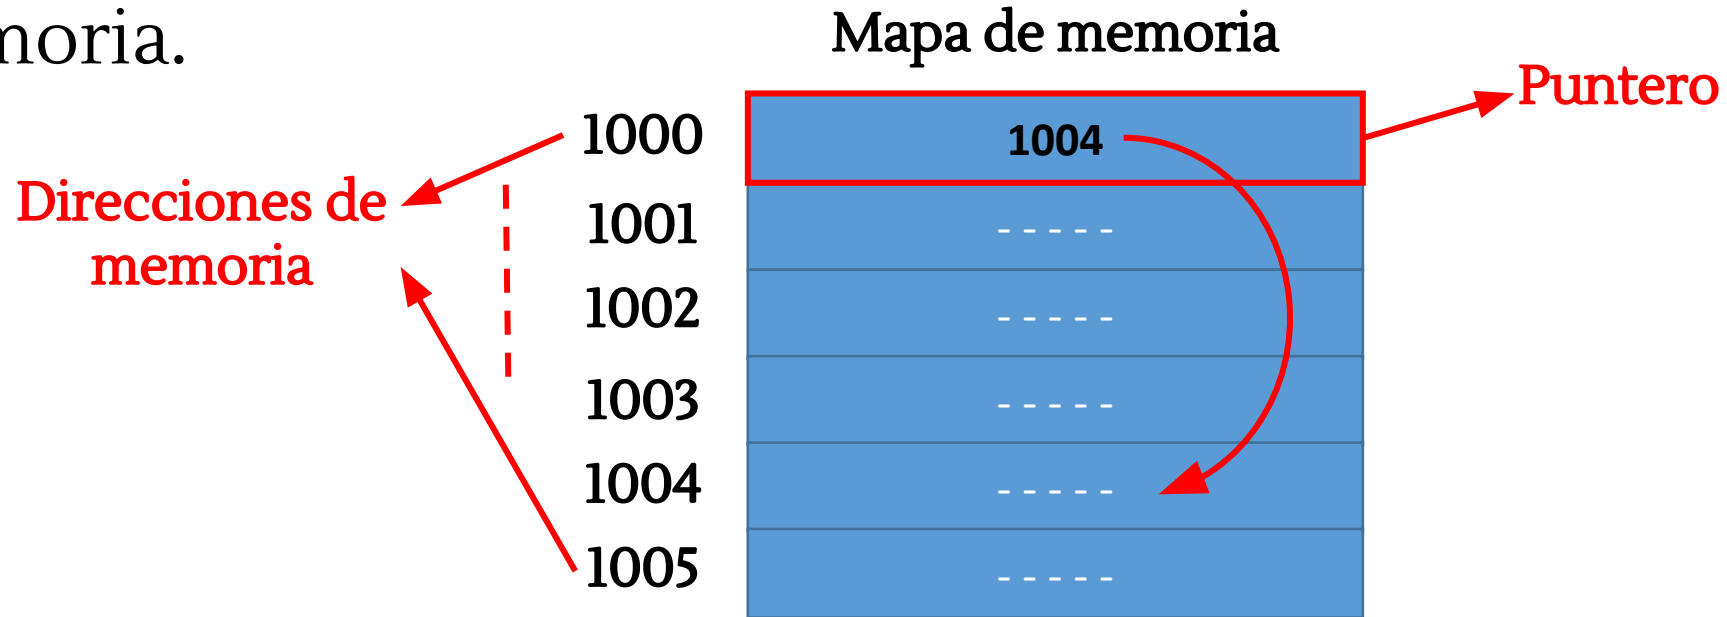 moria.
Mapa de memoria
Puntero
1000
1004
Direcciones de
memoria
1001
- - - - -
1002
- - - - -
1003
- - - - -
1004
- - - - -
1005
- - - - -